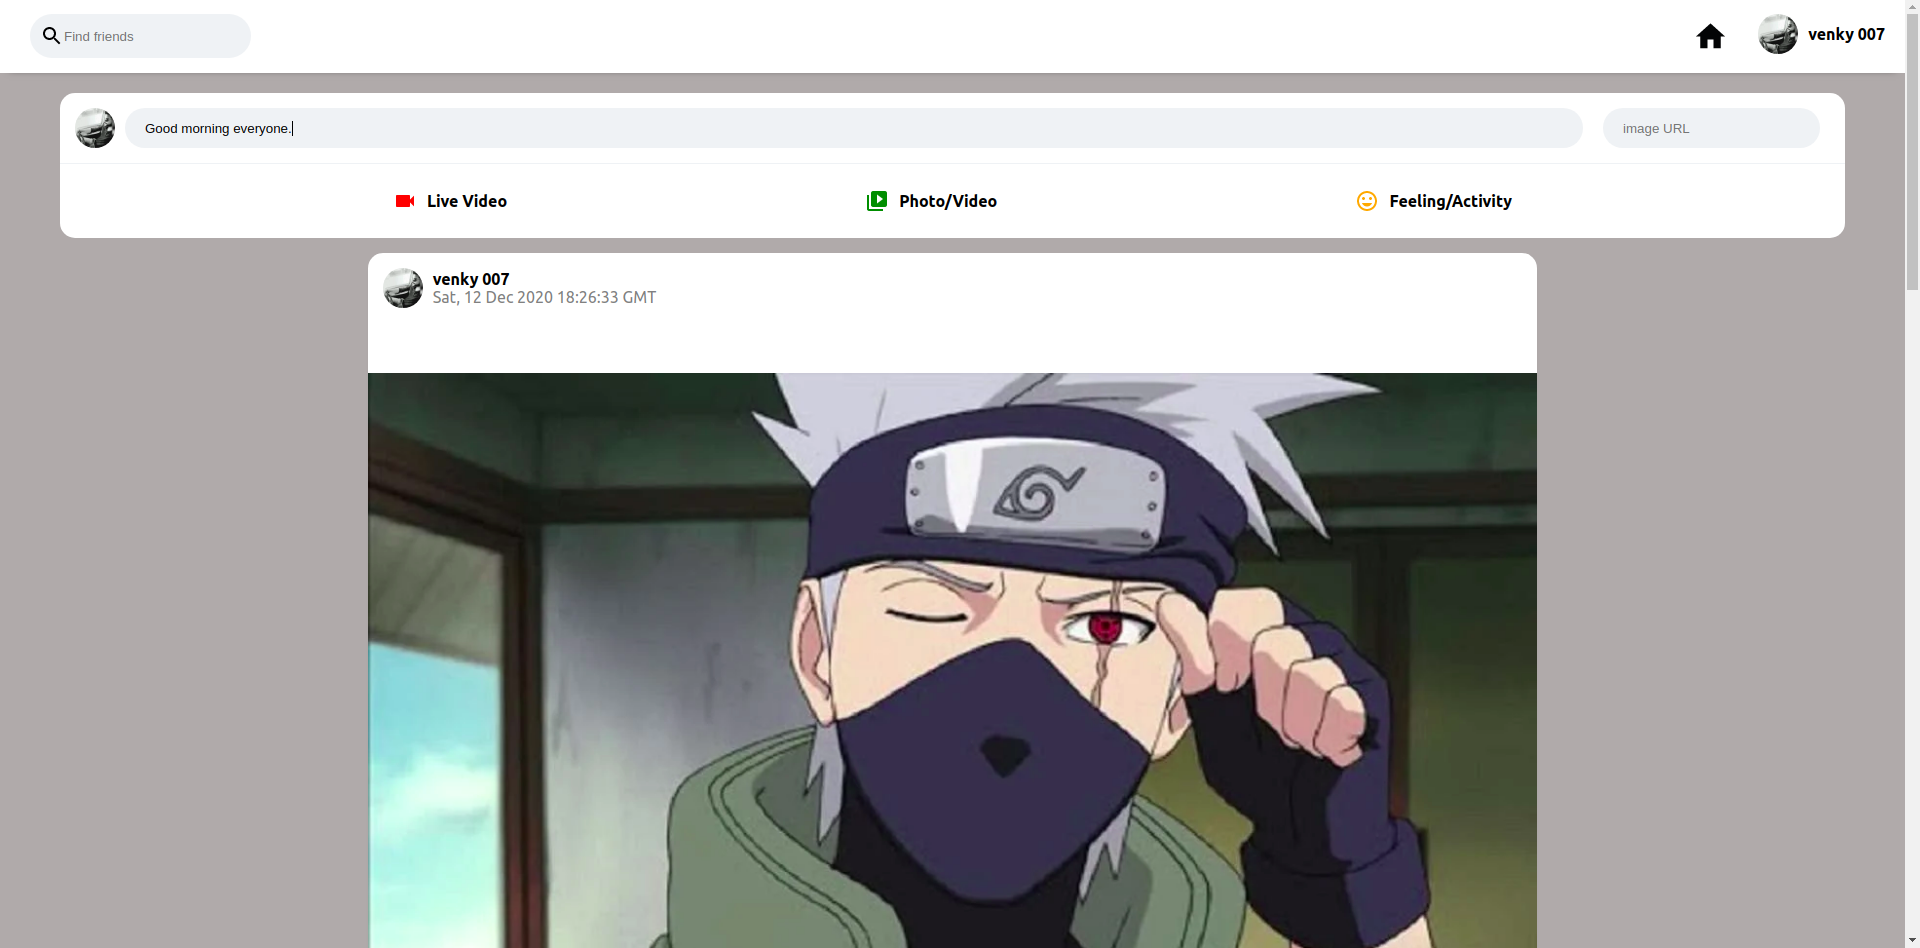 Find friends
venky 007
Good morning everyone.
image URL
Live Video
Photo/Video
Feeling/Activity
venky 007
Sat, 12 Dec 2020 18:26:33 GMT